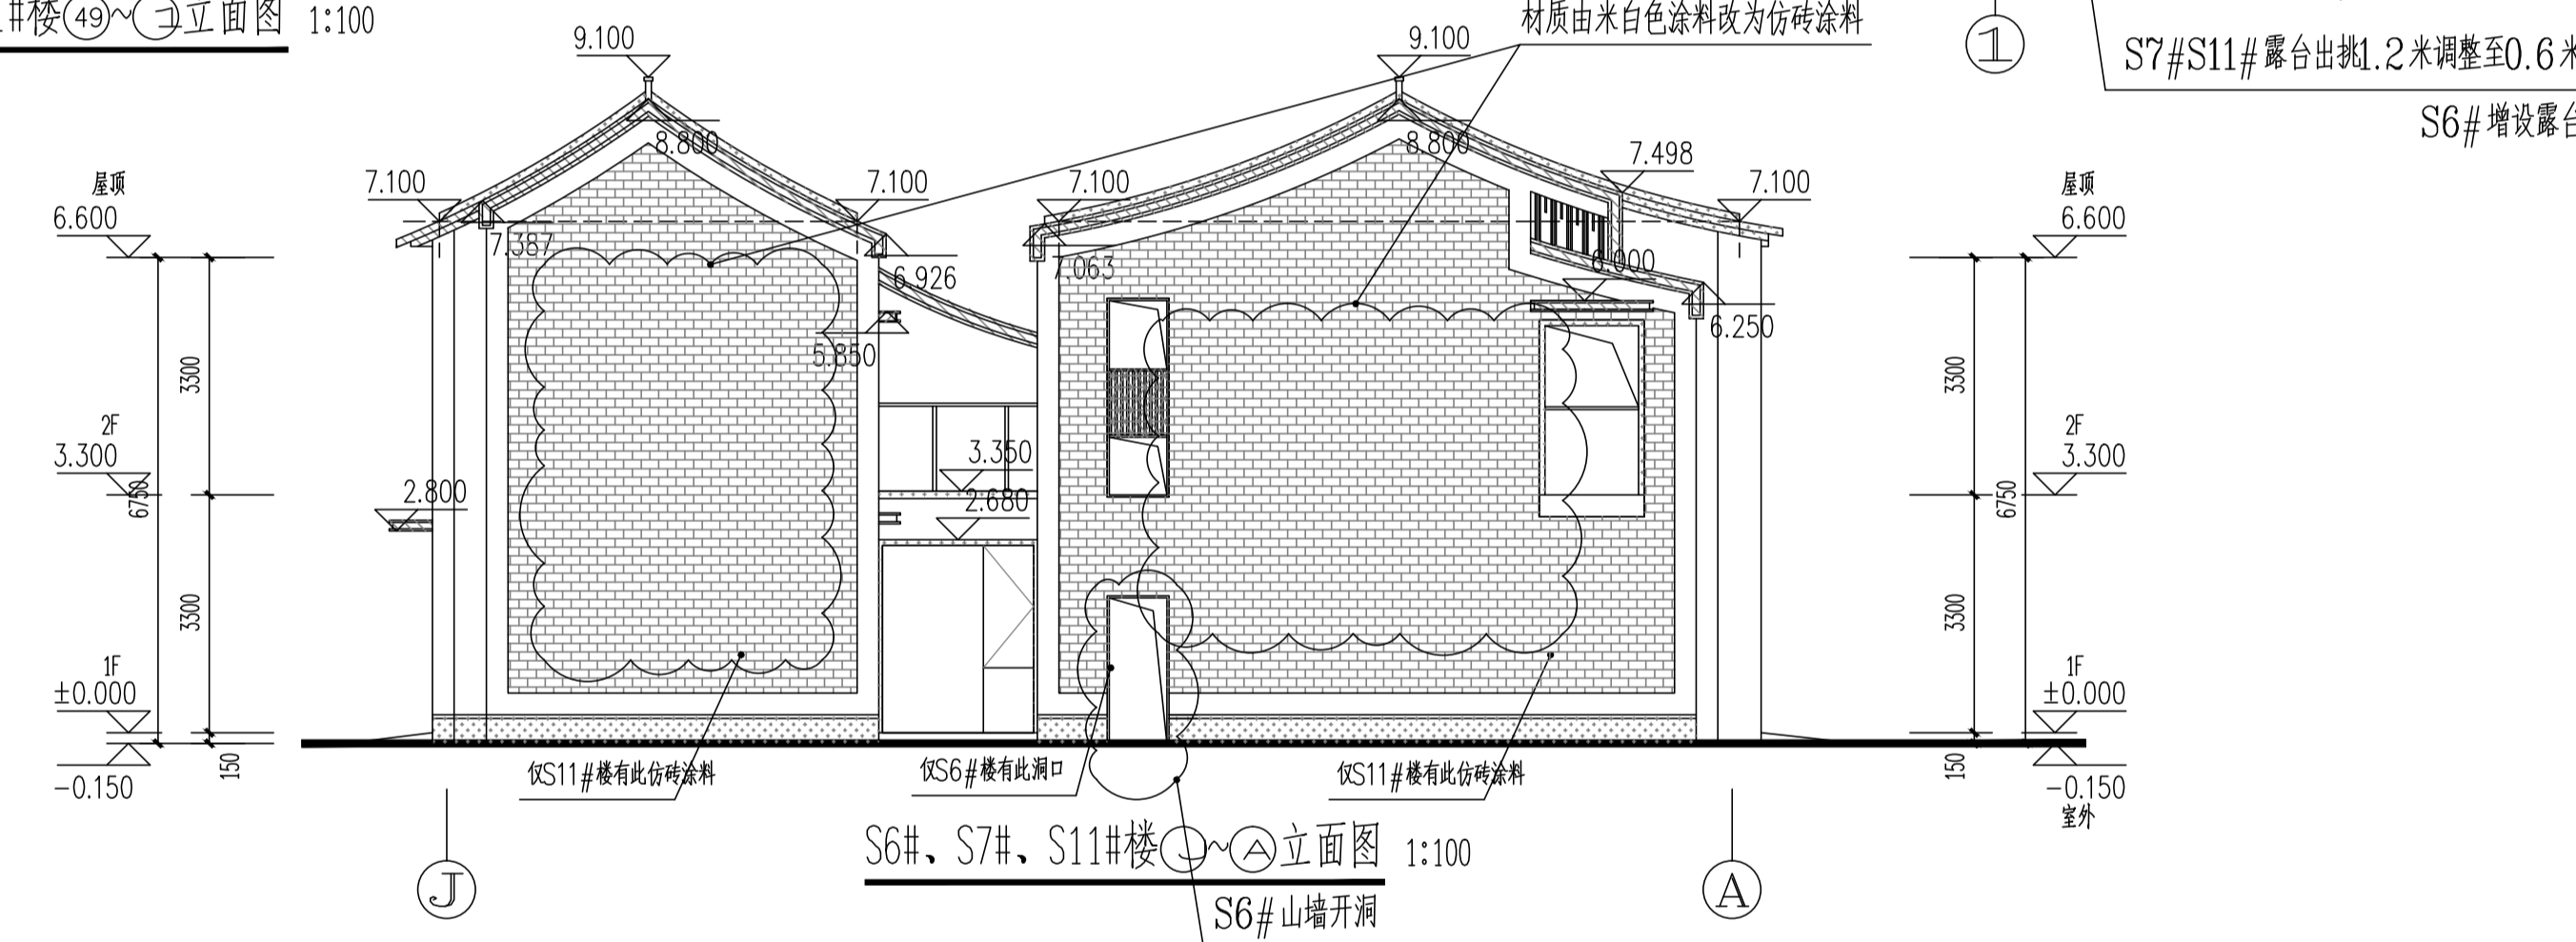 #楼㊾~ 立面图 1:100
材质由米白色涂料改为仿砖涂料
1
S7#S11#露台出挑1.2米调整至0.6米
S6#增设露台
9.100
9.100
8.800
8.800
7.498
7.100
7.100
7.100
7.100
屋顶
6.600
屋顶
6.600
7.387
6.926
7.063
6.000
6.250
5.850
3300
3300
2F
3.300
2F
3.300
6750
6750
3.350
2.800
2.680
3300
3300
1F
±0.000
1F
±0.000
150
150
-0.150
-0.150
室外
仅S11#楼有此仿砖涂料
仅S6#楼有此洞口
仅S11#楼有此仿砖涂料
S6#、S7#、S11#楼J~A立面图 1:100
J
A
S6#山墙开洞